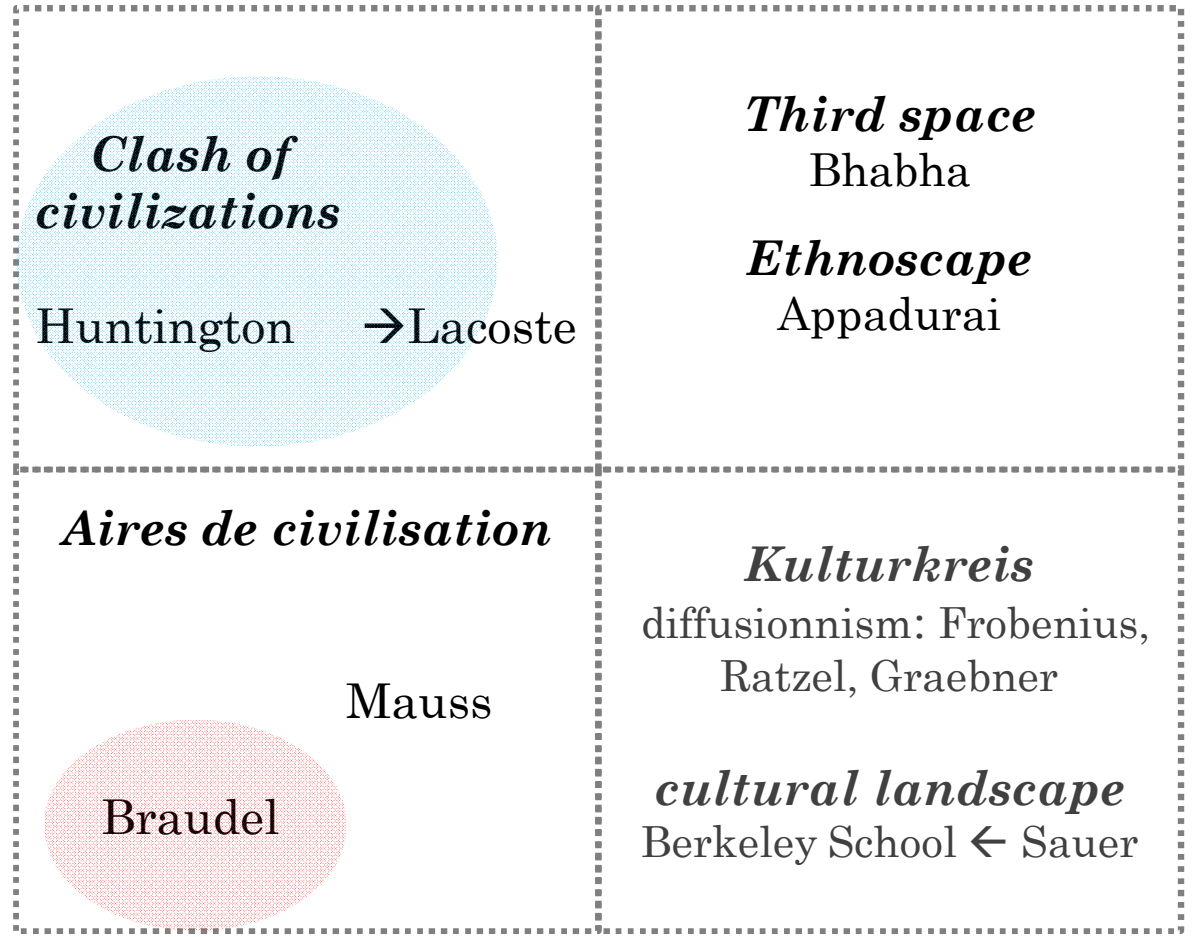 Clash of
civilizations
Huntington →Lacoste
Third space
Bhabha
Ethnoscape
Appadurai
Aires de civilisation
Mauss
Braudel
Kulturkreis
diffusionnism: Frobenius,
Ratzel, Graebner
cultural landscape
Berkeley School ← Sauer